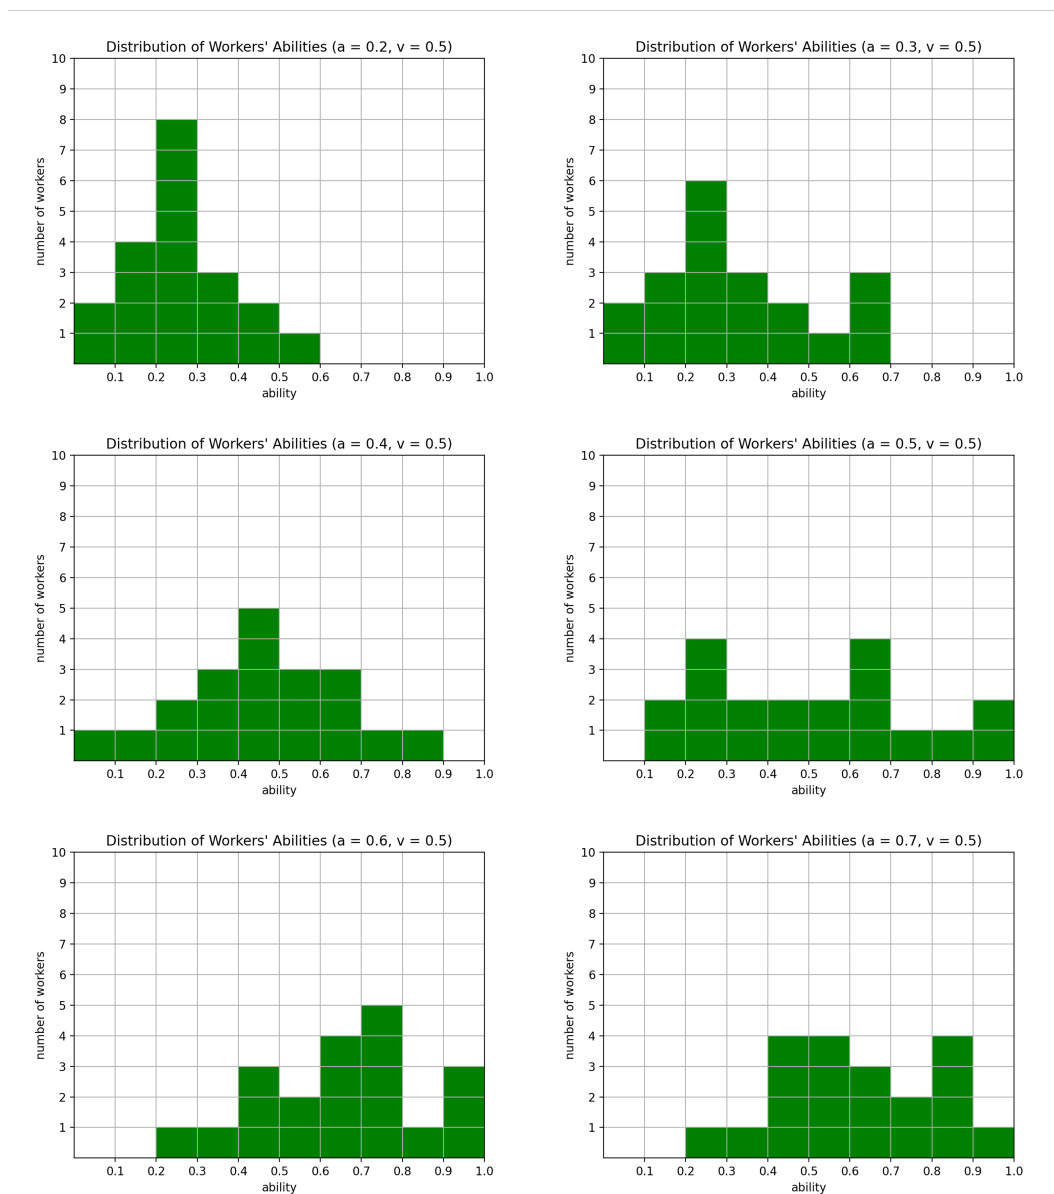 Distribution of Workers' Abilities (a = 0.2, v = 0.5)
10
9
8
7
6
5
4
3
2
1
number of workers
0.1 0.2 0.3 0.4 0.5 0.6 0.7 0.8 0.9 1.0
ability
Distribution of Workers' Abilities (a = 0.3, v = 0.5)
10
9
8
7
6
5
4
3
2
1
number of workers
0.1 0.2 0.3 0.4 0.5 0.6 0.7 0.8 0.9 1.0
ability
Distribution of Workers' Abilities (a = 0.4, v = 0.5)
10
9
8
7
6
5
4
3
2
1
number of workers
0.1 0.2 0.3 0.4 0.5 0.6 0.7 0.8 0.9 1.0
ability
Distribution of Workers' Abilities (a = 0.5, v = 0.5)
10
9
8
7
6
5
4
3
2
1
number of workers
0.1 0.2 0.3 0.4 0.5 0.6 0.7 0.8 0.9 1.0
ability
Distribution of Workers' Abilities (a = 0.6, v = 0.5)
10
9
8
7
6
5
4
3
2
1
number of workers
0.1 0.2 0.3 0.4 0.5 0.6 0.7 0.8 0.9 1.0
ability
Distribution of Workers' Abilities (a = 0.7, v = 0.5)
10
9
8
7
6
5
4
3
2
1
number of workers
0.1 0.2 0.3 0.4 0.5 0.6 0.7 0.8 0.9 1.0
ability